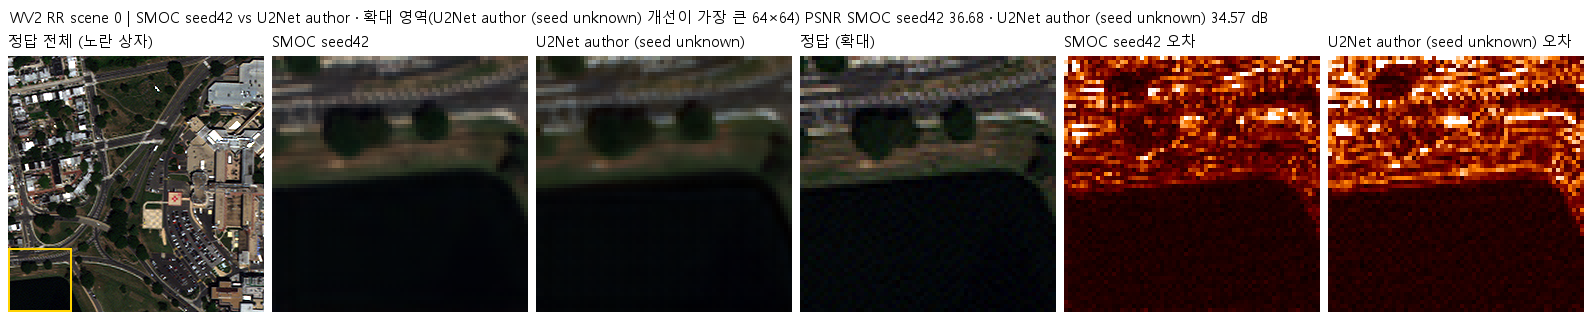 WV2 RR scene 0 | SMOC seed42 vs U2Net author · 확대 영역(U2Net author (seed unknown) 개선이 가장 큰 64×64) PSNR SMOC seed42 36.68 · U2Net author (seed unknown) 34.57 dB
정답 전체 (노란 상자) SMOC seed42 U2Net author (seed unknown) 정답 (확대) SMOC seed42 오차 U2Net author (seed unknown) 오차